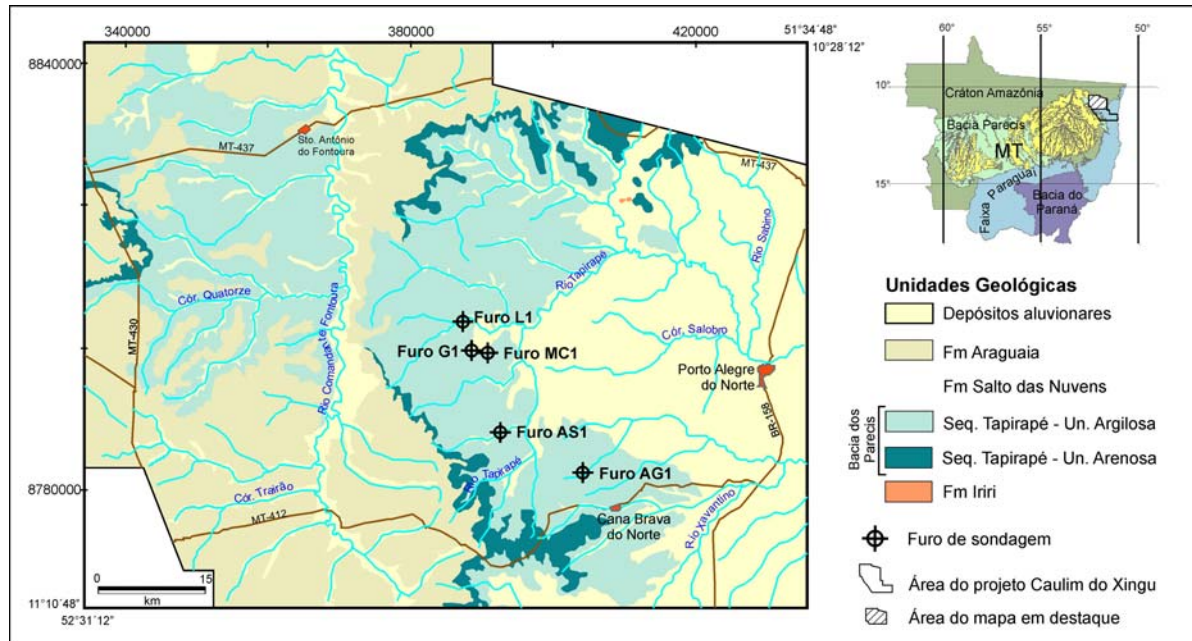 340000
380000
420000
51°34'48"
10°28'12"
8840000
8780000
11°10'48"
52°31'12"
Sto. Antônio
do Fontoura
MT-437
MT-437
MT-430
MT-412
BR-158
Rio Sabino
Rio Tapirapé
Cór. Quatorze
Rio Comandante Fontoura
Cór. Salobro
Furo L1
Furo G1
Furo MC1
Porto Alegre
do Norte
Furo AS1
Rio Tapirapé
Furo AG1
Cór. Trairão
Cana Brava
do Norte
Rio Xavantino
0 15
km
60° 55° 50°
10°
15°
Cráton Amazônia
Bacia Parecis
MT
Faixa Paraguai
Bacia do
Paraná
Unidades Geológicas
Depósitos aluvionares
Fm Araguaia
Fm Salto das Nuvens
Bacia dos
Parecis
Seq. Tapirapé - Un. Argilosa
Seq. Tapirapé - Un. Arenosa
Fm Iriri
Furo de sondagem
Área do projeto Caulim do Xingu
Área do mapa em destaque